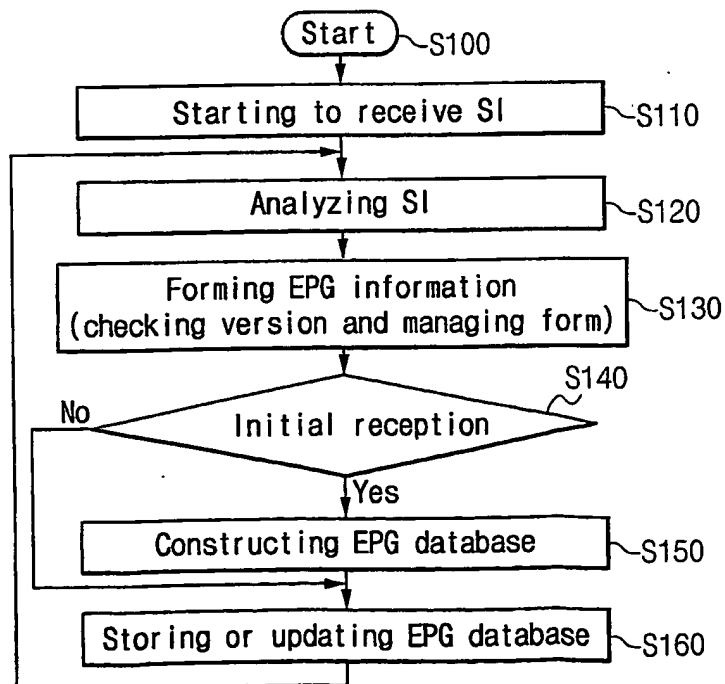 Start
S100
Starting to receive SI
S110
Analyzing SI
S120
Forming EPG information
(checking version and managing form)
S130
S140
No
Initial reception
Yes
Constructing EPG database
S150
Storing or updating EPG database
S160